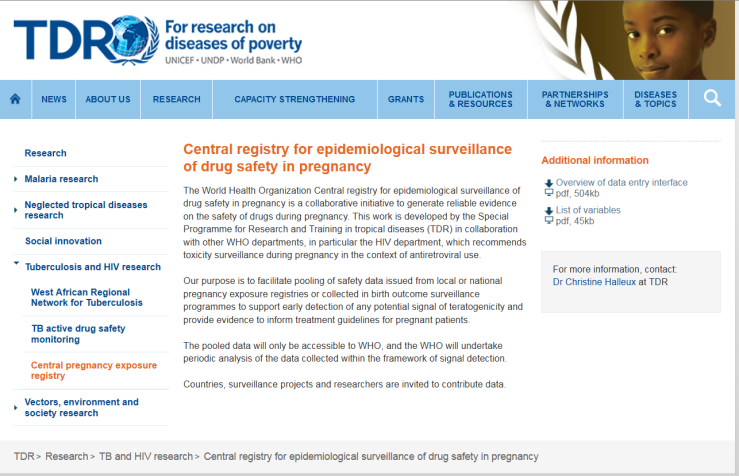 TDR
For research on
diseases of poverty
UNICEF • UNDP • World Bank • WHO
NEWS
ABOUT US
RESEARCH
CAPACITY STRENGTHENING
GRANTS
PUBLICATIONS
& RESOURCES
PARTNERSHIPS
& NETWORKS
DISEASES
& TOPICS
Research
Malaria research
Neglected tropical diseases
research
Social innovation
Tuberculosis and HIV research
West African Regional
Network for Tuberculosis
TB active drug safety
monitoring
Central pregnancy exposure
registry
Vectors, environment and
society research
Central registry for epidemiological surveillance
of drug safety in pregnancy
The World Health Organization Central registry for epidemiological surveillance of
drug safety in pregnancy is a collaborative initiative to generate reliable evidence
on the safety of drugs during pregnancy. This work is developed by the Special
Programme for Research and Training in tropical diseases (TDR) in collaboration
with other WHO departments, in particular the HIV department, which recommends
toxicity surveillance during pregnancy in the context of antiretroviral use.
Our purpose is to facilitate pooling of safety data issued from local or national
pregnancy exposure registries or collected in birth outcome surveillance
programmes to support early detection of any potential signal of teratogenicity and
provide evidence to inform treatment guidelines for pregnant patients.
The pooled data will only be accessible to WHO, and the WHO will undertake
periodic analysis of the data collected within the framework of signal detection.
Countries, surveillance projects and researchers are invited to contribute data.
Additional information
Overview of data entry interface
pdf, 504kb
List of variables
pdf, 45kb
For more information, contact:
Dr Christine Halleux at TDR
TDR > Research > TB and HIV research > Central registry for epidemiological surveillance of drug safety in pregnancy